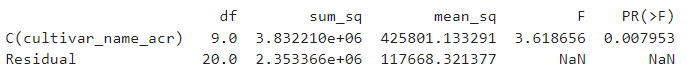 df sum_sq mean_sq F PR(>F)
C(cultivar_name_acr) 9.0 3.832210e+06 425801.133291 3.618656 0.007953
Residual 20.0 2.353366e+06 117668.321377 NaN NaN